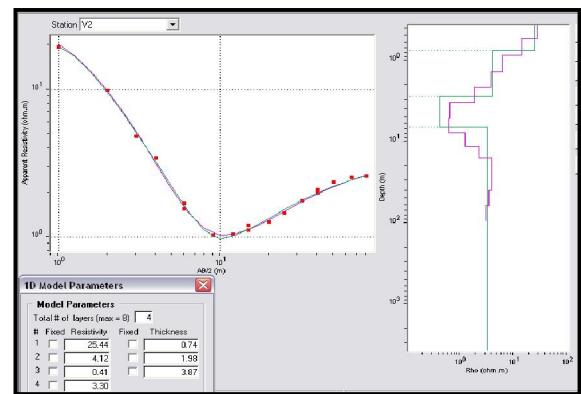 Station V2
Apparent Resistivity (ohm.m)
10¹
10⁰
10⁰ 10¹
AB/2 (m)
Depth (m)
10⁰
10¹
10²
10³
10⁰ 10¹ 10²
Rho (ohm.m)
1D Model Parameters
Model Parameters
Total # of layers (max = 8) 4
# Fixed Resistivity Fixed Thickness
1 25.44 0.74
2 4.12 1.98
3 0.41 3.87
4 3.30